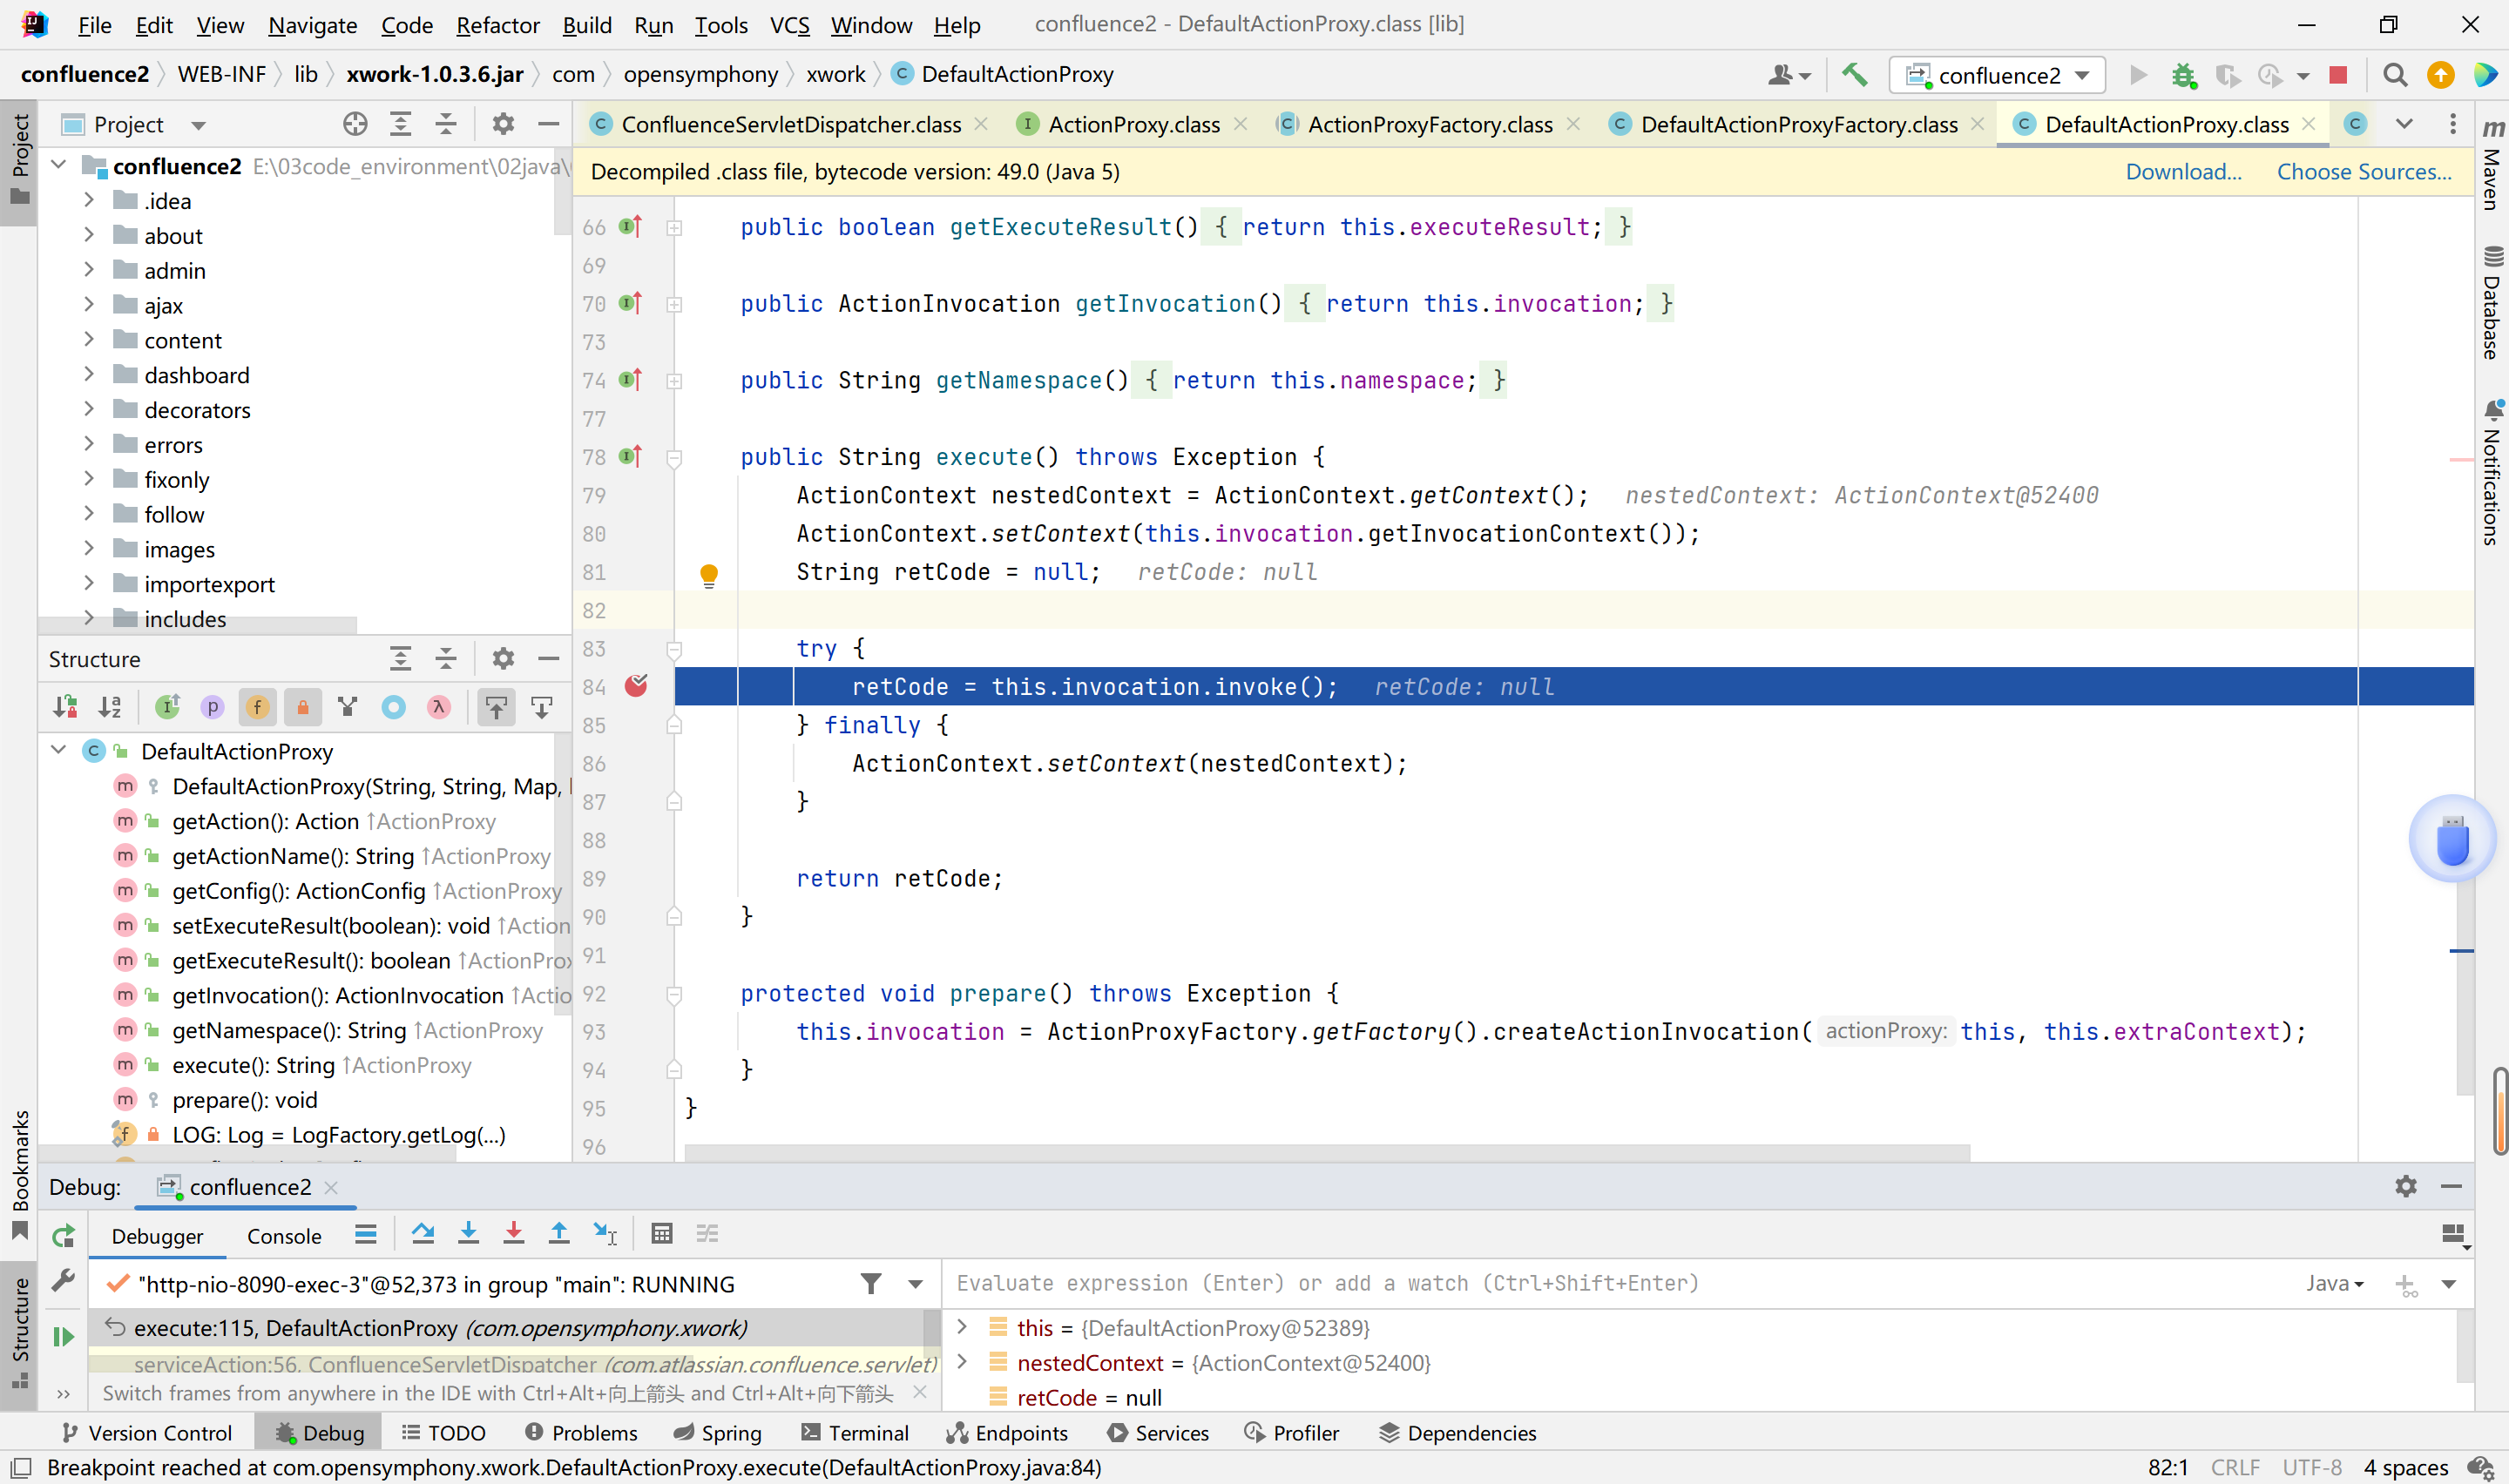 File Edit View Navigate Code Refactor Build Run Tools VCS Window Help confluence2 - DefaultActionProxy.class [lib]
confluence2 WEB-INF lib xwork-1.0.3.6.jar com opensymphony xwork DefaultActionProxy confluence2
Project
ConfluenceServletDispatcher.class ActionProxy.class ActionProxyFactory.class DefaultActionProxyFactory.class DefaultActionProxy.class
Decompiled .class file, bytecode version: 49.0 (Java 5) Download... Choose Sources...
Project
confluence2 E:\03code_environment\02java\
.idea
about
admin
ajax
content
dashboard
decorators
errors
fixonly
follow
images
importexport
includes
Structure
DefaultActionProxy
DefaultActionProxy(String, String, Map,
getAction(): Action ↑ActionProxy
getActionName(): String ↑ActionProxy
getConfig(): ActionConfig ↑ActionProxy
setExecuteResult(boolean): void ↑Action
getExecuteResult(): boolean ↑ActionProx
getInvocation(): ActionInvocation ↑Actio
getNamespace(): String ↑ActionProxy
execute(): String ↑ActionProxy
prepare(): void
LOG: Log = LogFactory.getLog(...)
66 public boolean getExecuteResult() { return this.executeResult; }
69
70 public ActionInvocation getInvocation() { return this.invocation; }
73
74 public String getNamespace() { return this.namespace; }
77
78 public String execute() throws Exception {
79 ActionContext nestedContext = ActionContext.getContext(); nestedContext: ActionContext@52400
80 ActionContext.setContext(this.invocation.getInvocationContext());
81 String retCode = null; retCode: null
82
83 try {
84 retCode = this.invocation.invoke(); retCode: null
85 } finally {
86 ActionContext.setContext(nestedContext);
87 }
88
89 return retCode;
90 }
91
92 protected void prepare() throws Exception {
93 this.invocation = ActionProxyFactory.getFactory().createActionInvocation( actionProxy: this, this.extraContext);
94 }
95 }
96
Maven
Database
Notifications
Bookmarks
Structure
Debug: confluence2
Debugger Console
"http-nio-8090-exec-3"@52,373 in group "main": RUNNING
execute:115, DefaultActionProxy (com.opensymphony.xwork)
serviceAction:56, ConfluenceServletDispatcher (com.atlassian.confluence.servlet)
Switch frames from anywhere in the IDE with Ctrl+Alt+向上箭头 and Ctrl+Alt+向下箭头
Evaluate expression (Enter) or add a watch (Ctrl+Shift+Enter) Java
this = {DefaultActionProxy@52389}
nestedContext = {ActionContext@52400}
retCode = null
Version Control Debug TODO Problems Spring Terminal Endpoints Services Profiler Dependencies
Breakpoint reached at com.opensymphony.xwork.DefaultActionProxy.execute(DefaultActionProxy.java:84) 82:1 CRLF UTF-8 4 spaces